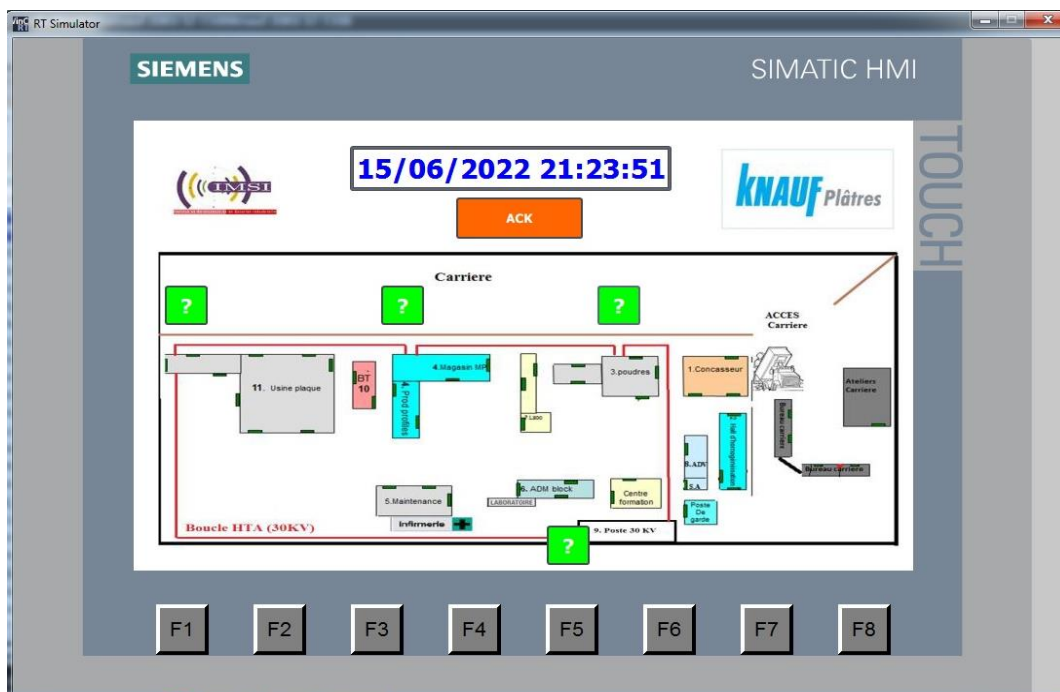 RT Simulator
SIEMENS
SIMATIC HMI
TOUCH
IMSI
15/06/2022 21:23:51
KNAUF Plâtres
ACK
Carriere
?
?
?
ACCES
Carriere
11. Usine plaque
BT
10
4.Magasin MP
4. Prod profilés
3.poudres
1.Concasseur
Ateliers
Carriere
Bureau carriere
Bureau carriere
B.ADV
S.A
5.Maintenance
6. ADM block
LABORATOIRE
Centre
formation
Poste
De
garde
Infirmerie
Boucle HTA (30KV)
?
9. Poste 30 KV
F1
F2
F3
F4
F5
F6
F7
F8